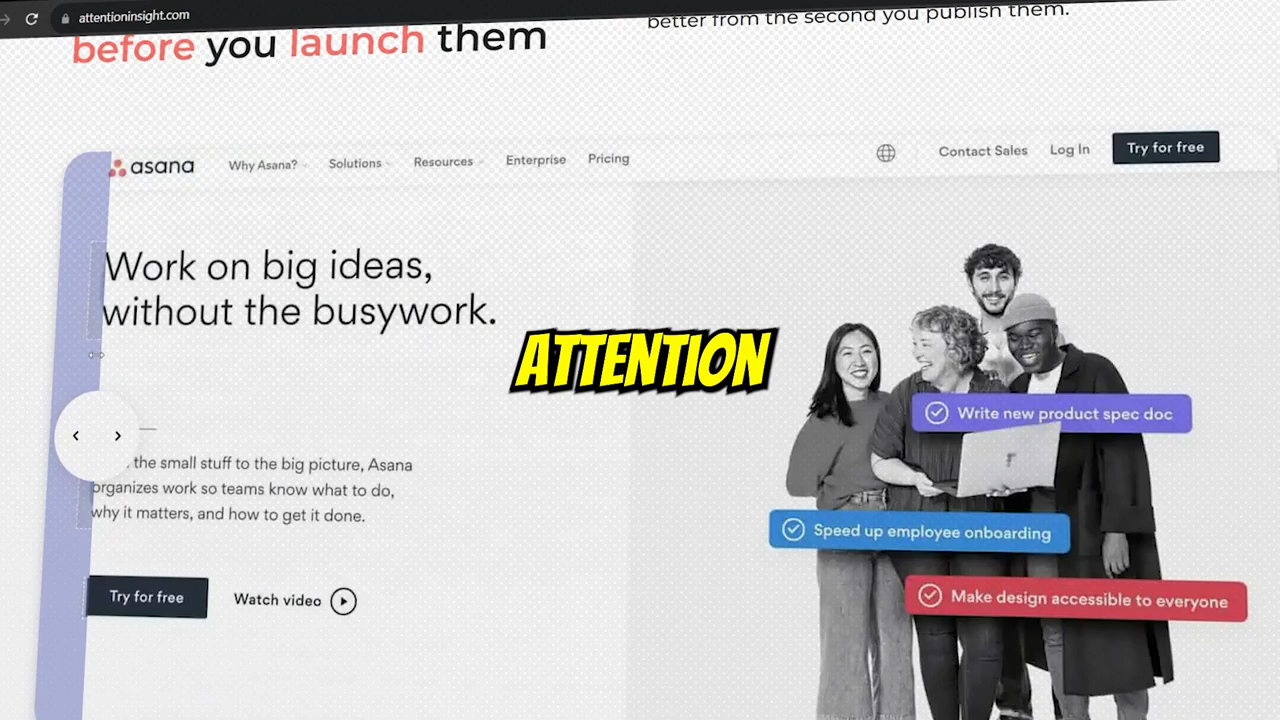 attentioninsight.com
better from the second you publish them.
before you launch them
asana
Why Asana?
Solutions
Resources
Enterprise
Pricing
Contact Sales
Log In
Try for free
Work on big ideas,
without the busywork.
ATTENTION
Write new product spec doc
the small stuff to the big picture, Asana
organizes work so teams know what to do,
why it matters, and how to get it done.
Speed up employee onboarding
Try for free
Watch video
Make design accessible to everyone